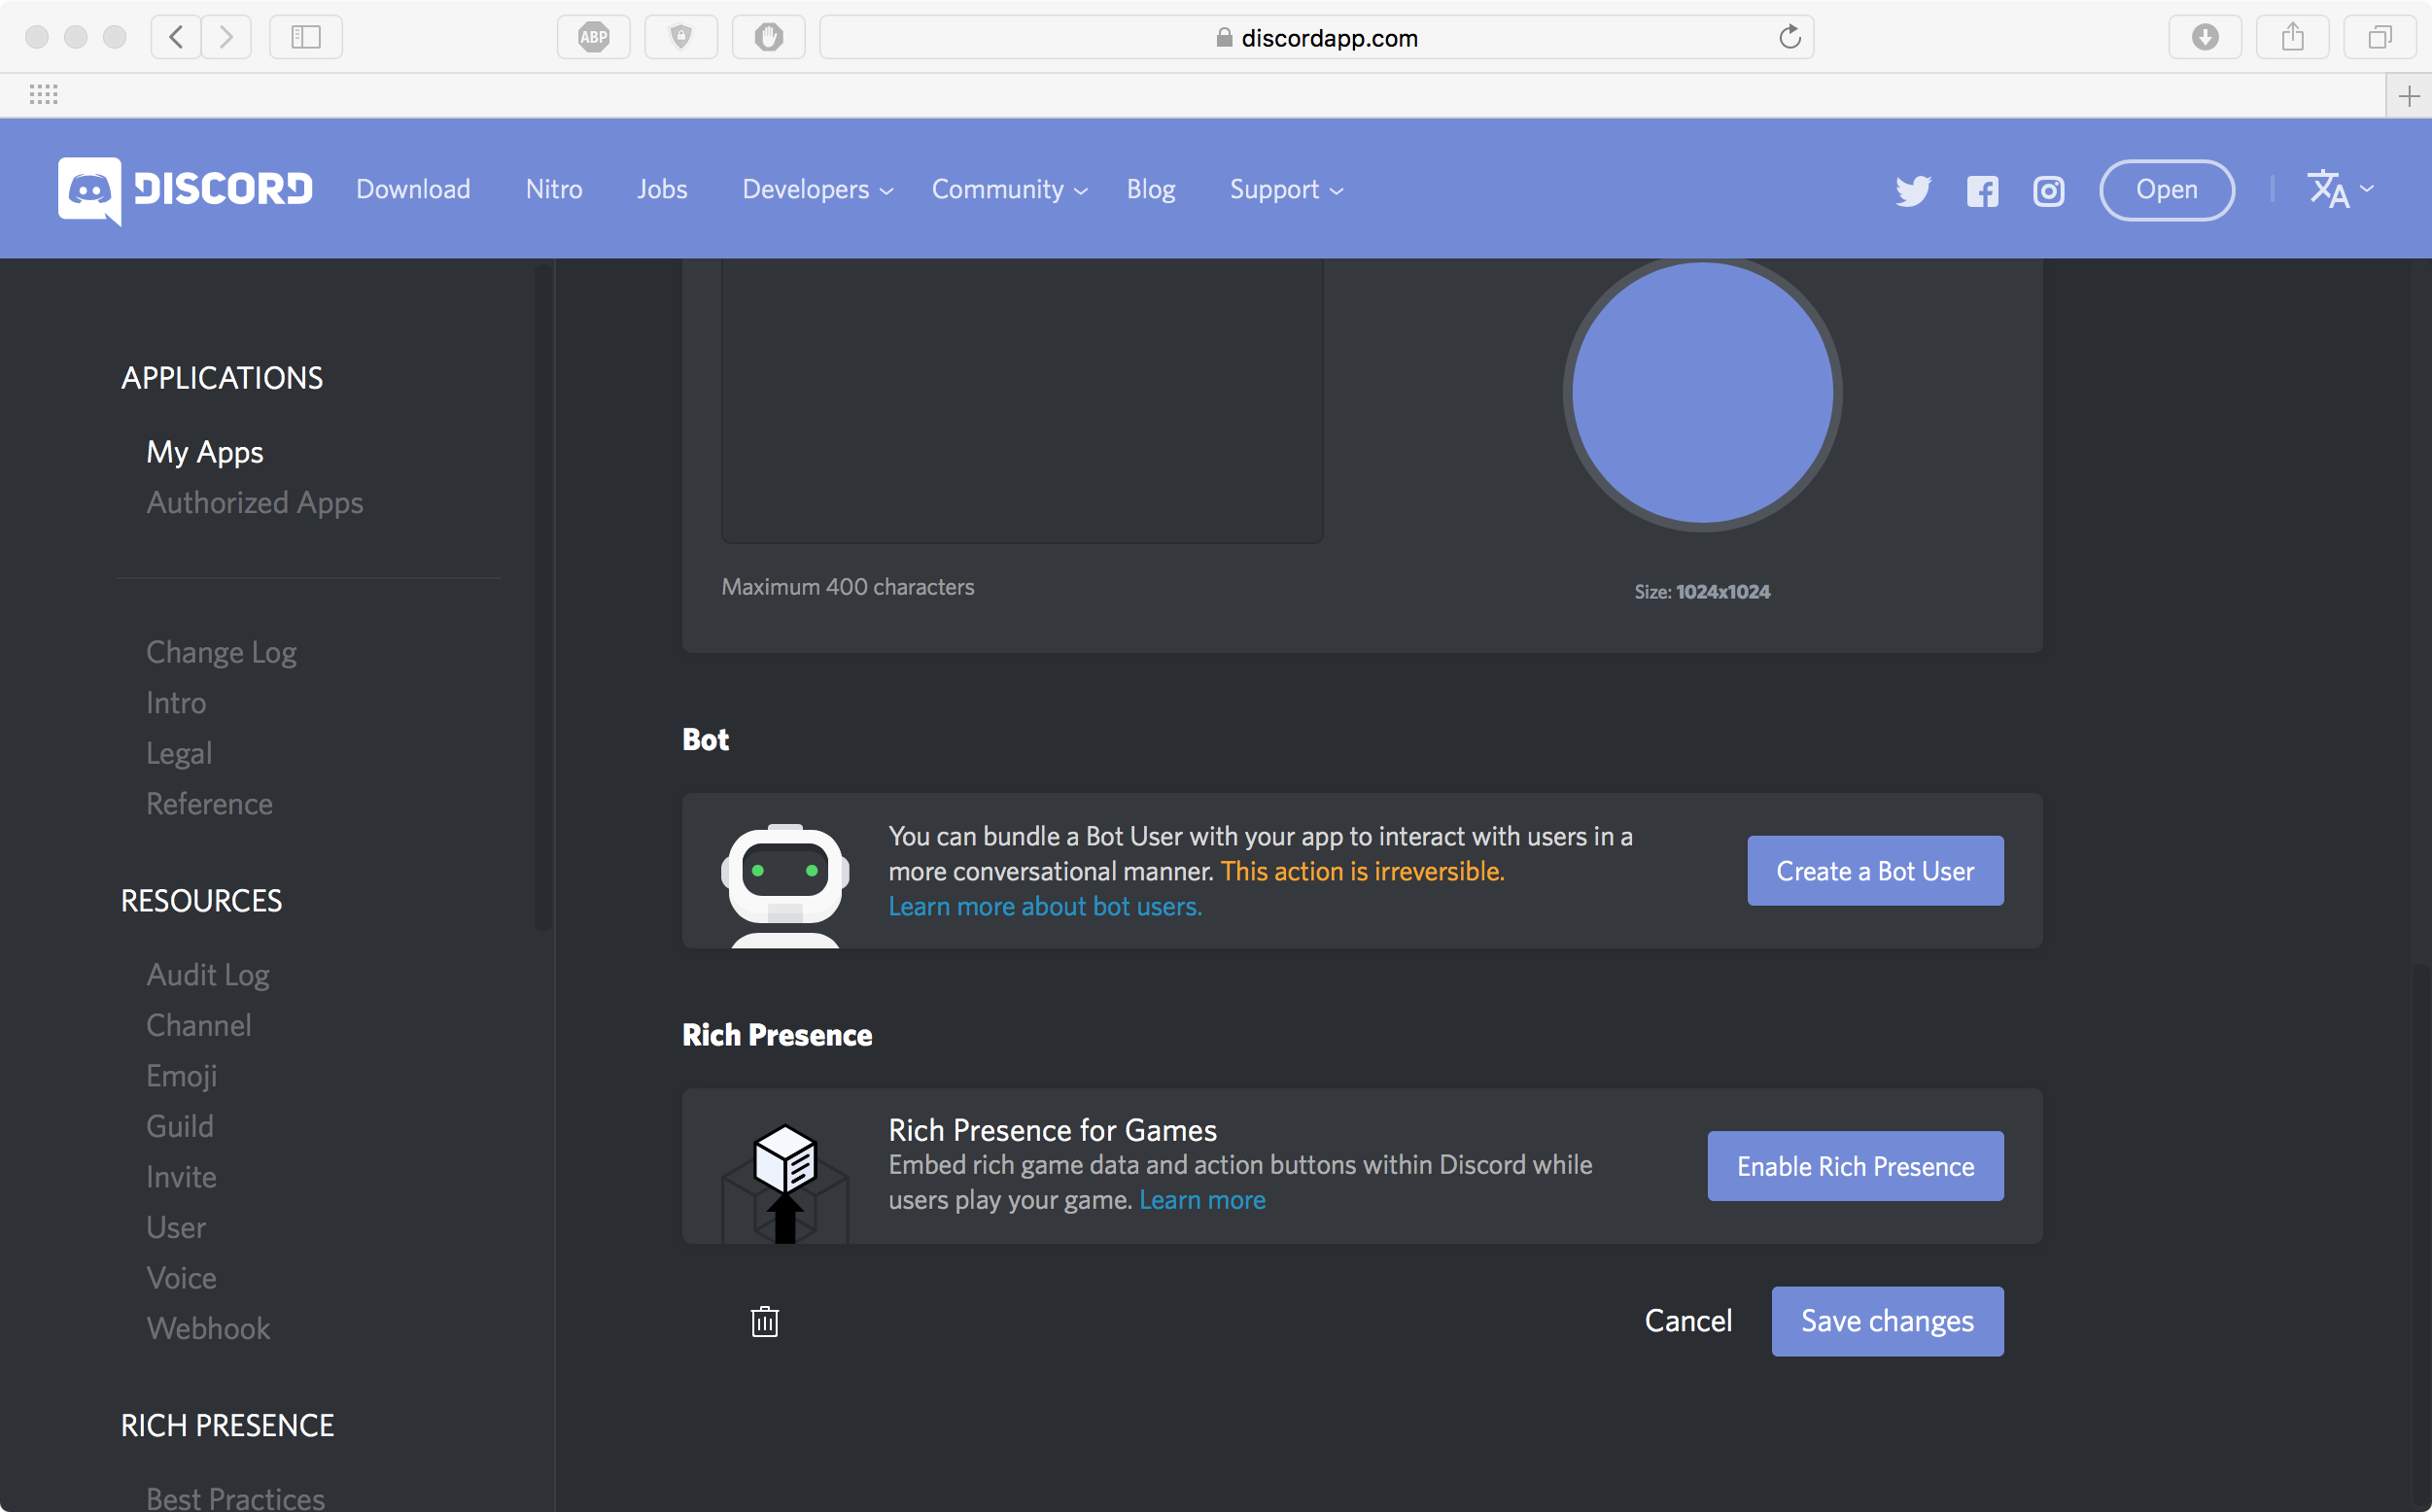 ABP
discordapp.com
DISCORD
Download
Nitro
Jobs
Developers
Community
Blog
Support
Open
APPLICATIONS
My Apps
Authorized Apps
Change Log
Intro
Legal
Reference
RESOURCES
Audit Log
Channel
Emoji
Guild
Invite
User
Voice
Webhook
RICH PRESENCE
Best Practices
Maximum 400 characters
Size: 1024x1024
Bot
You can bundle a Bot User with your app to interact with users in a
more conversational manner. This action is irreversible.
Learn more about bot users.
Create a Bot User
Rich Presence
Rich Presence for Games
Embed rich game data and action buttons within Discord while
users play your game. Learn more
Enable Rich Presence
Cancel
Save changes